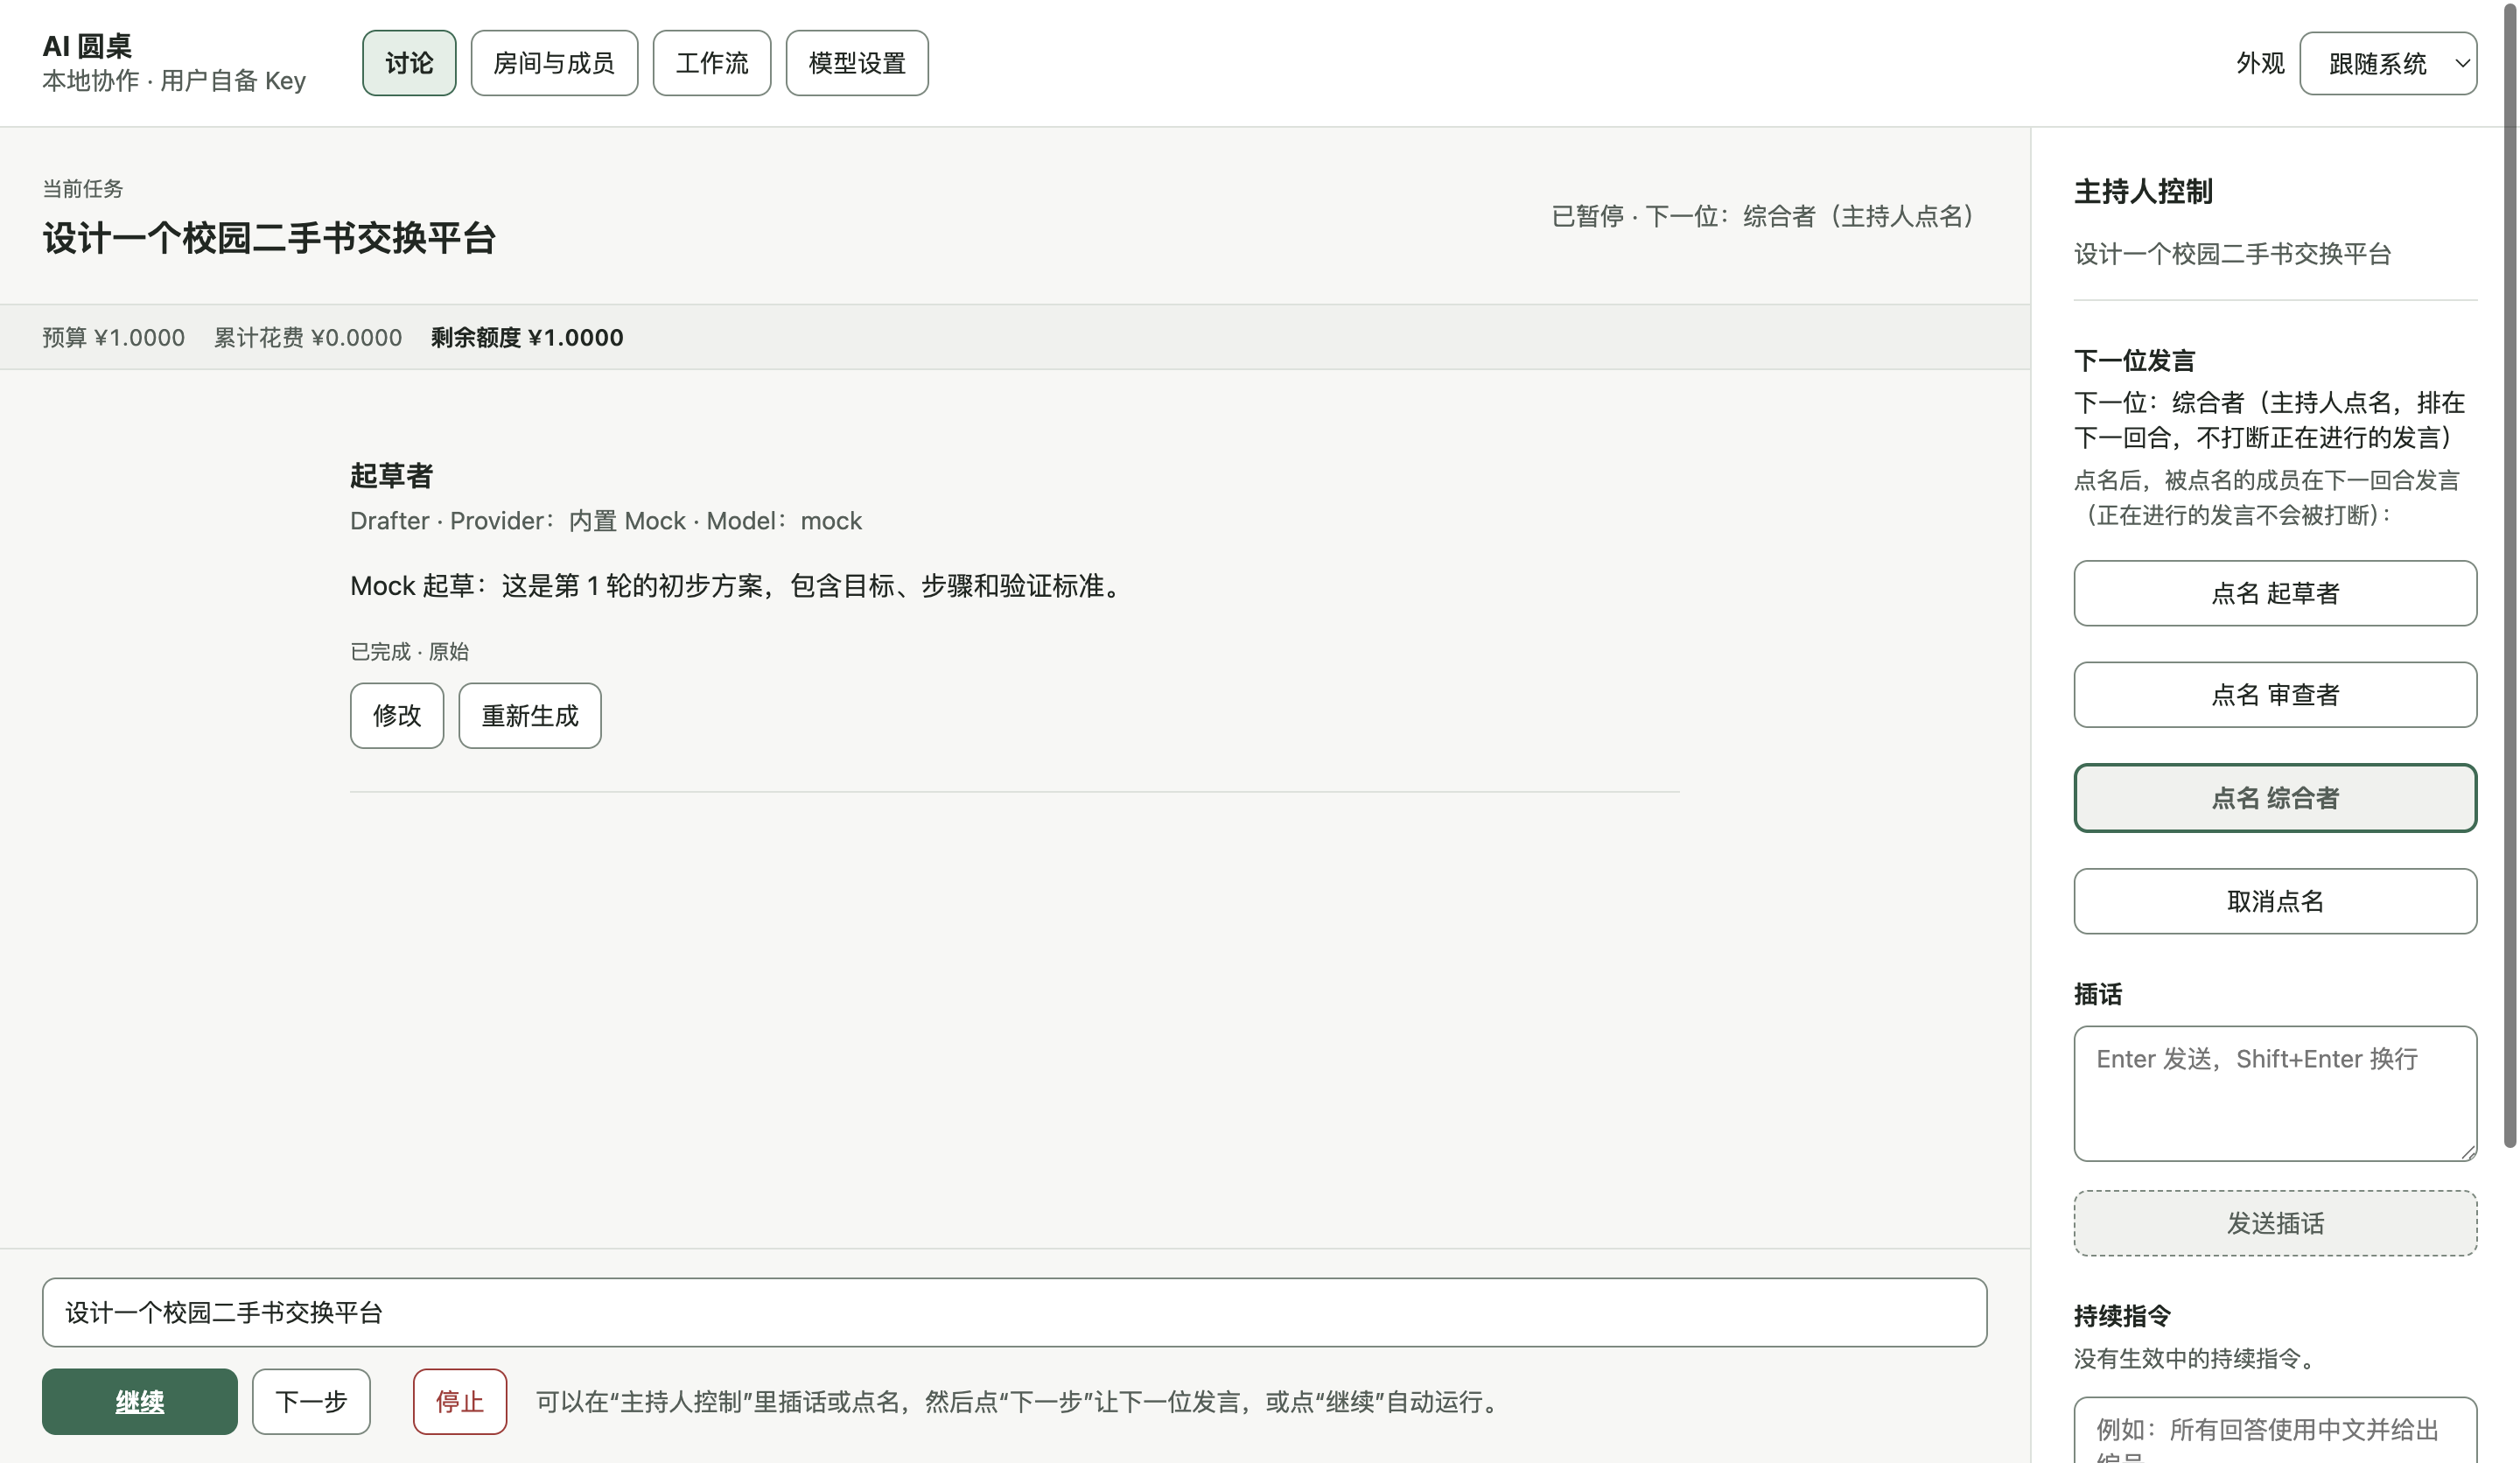 AI 圆桌
本地协作 · 用户自备 Key
讨论
房间与成员
工作流
模型设置
外观
跟随系统
当前任务
设计一个校园二手书交换平台
已暂停 · 下一位：综合者（主持人点名）
预算 ¥1.0000
累计花费 ¥0.0000
剩余额度 ¥1.0000
起草者
Drafter · Provider：内置 Mock · Model：mock
Mock 起草：这是第 1 轮的初步方案，包含目标、步骤和验证标准。
已完成 · 原始
修改
重新生成
设计一个校园二手书交换平台
继续
下一步
停止
可以在“主持人控制”里插话或点名，然后点“下一步”让下一位发言，或点“继续”自动运行。
主持人控制
设计一个校园二手书交换平台
下一位发言
下一位：综合者（主持人点名，排在
下一回合，不打断正在进行的发言）
点名后，被点名的成员在下一回合发言
（正在进行的发言不会被打断）：
点名 起草者
点名 审查者
点名 综合者
取消点名
插话
Enter 发送，Shift+Enter 换行
发送插话
持续指令
没有生效中的持续指令。
例如：所有回答使用中文并给出